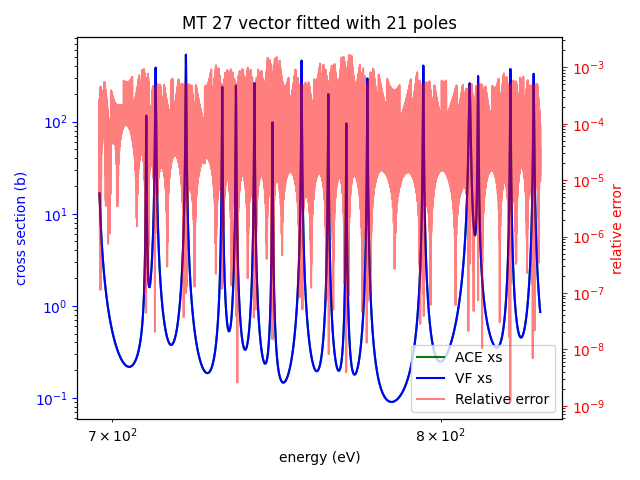 MT 27 vector fitted with 21 poles
cross section (b)
10²
10¹
10⁰
10⁻¹
10⁻³
10⁻⁴
10⁻⁵
10⁻⁶
10⁻⁷
10⁻⁸
10⁻⁹
relative error
ACE xs
VF xs
Relative error
7 × 10²
8 × 10²
energy (eV)